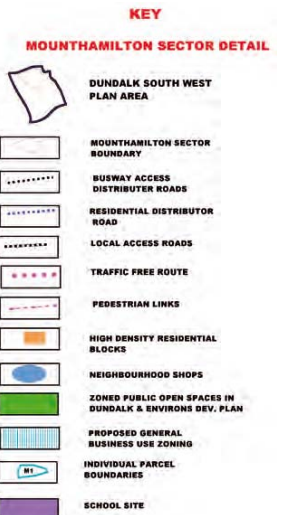 KEY
MOUNTHAMILTON SECTOR DETAIL
DUNDALK SOUTH WEST
PLAN AREA
MOUNTHAMILTON SECTOR
BOUNDARY
BUSWAY ACCESS
DISTRIBUTER ROADS
RESIDENTIAL DISTRIBUTOR
ROAD
LOCAL ACCESS ROADS
TRAFFIC FREE ROUTE
PEDESTRIAN LINKS
HIGH DENSITY RESIDENTIAL
BLOCKS
NEIGHBOURHOOD SHOPS
ZONED PUBLIC OPEN SPACES IN
DUNDALK & ENVIRONS DEV. PLAN
PROPOSED GENERAL
BUSINESS USE ZONING
M1
INDIVIDUAL PARCEL
BOUNDARIES
SCHOOL SITE